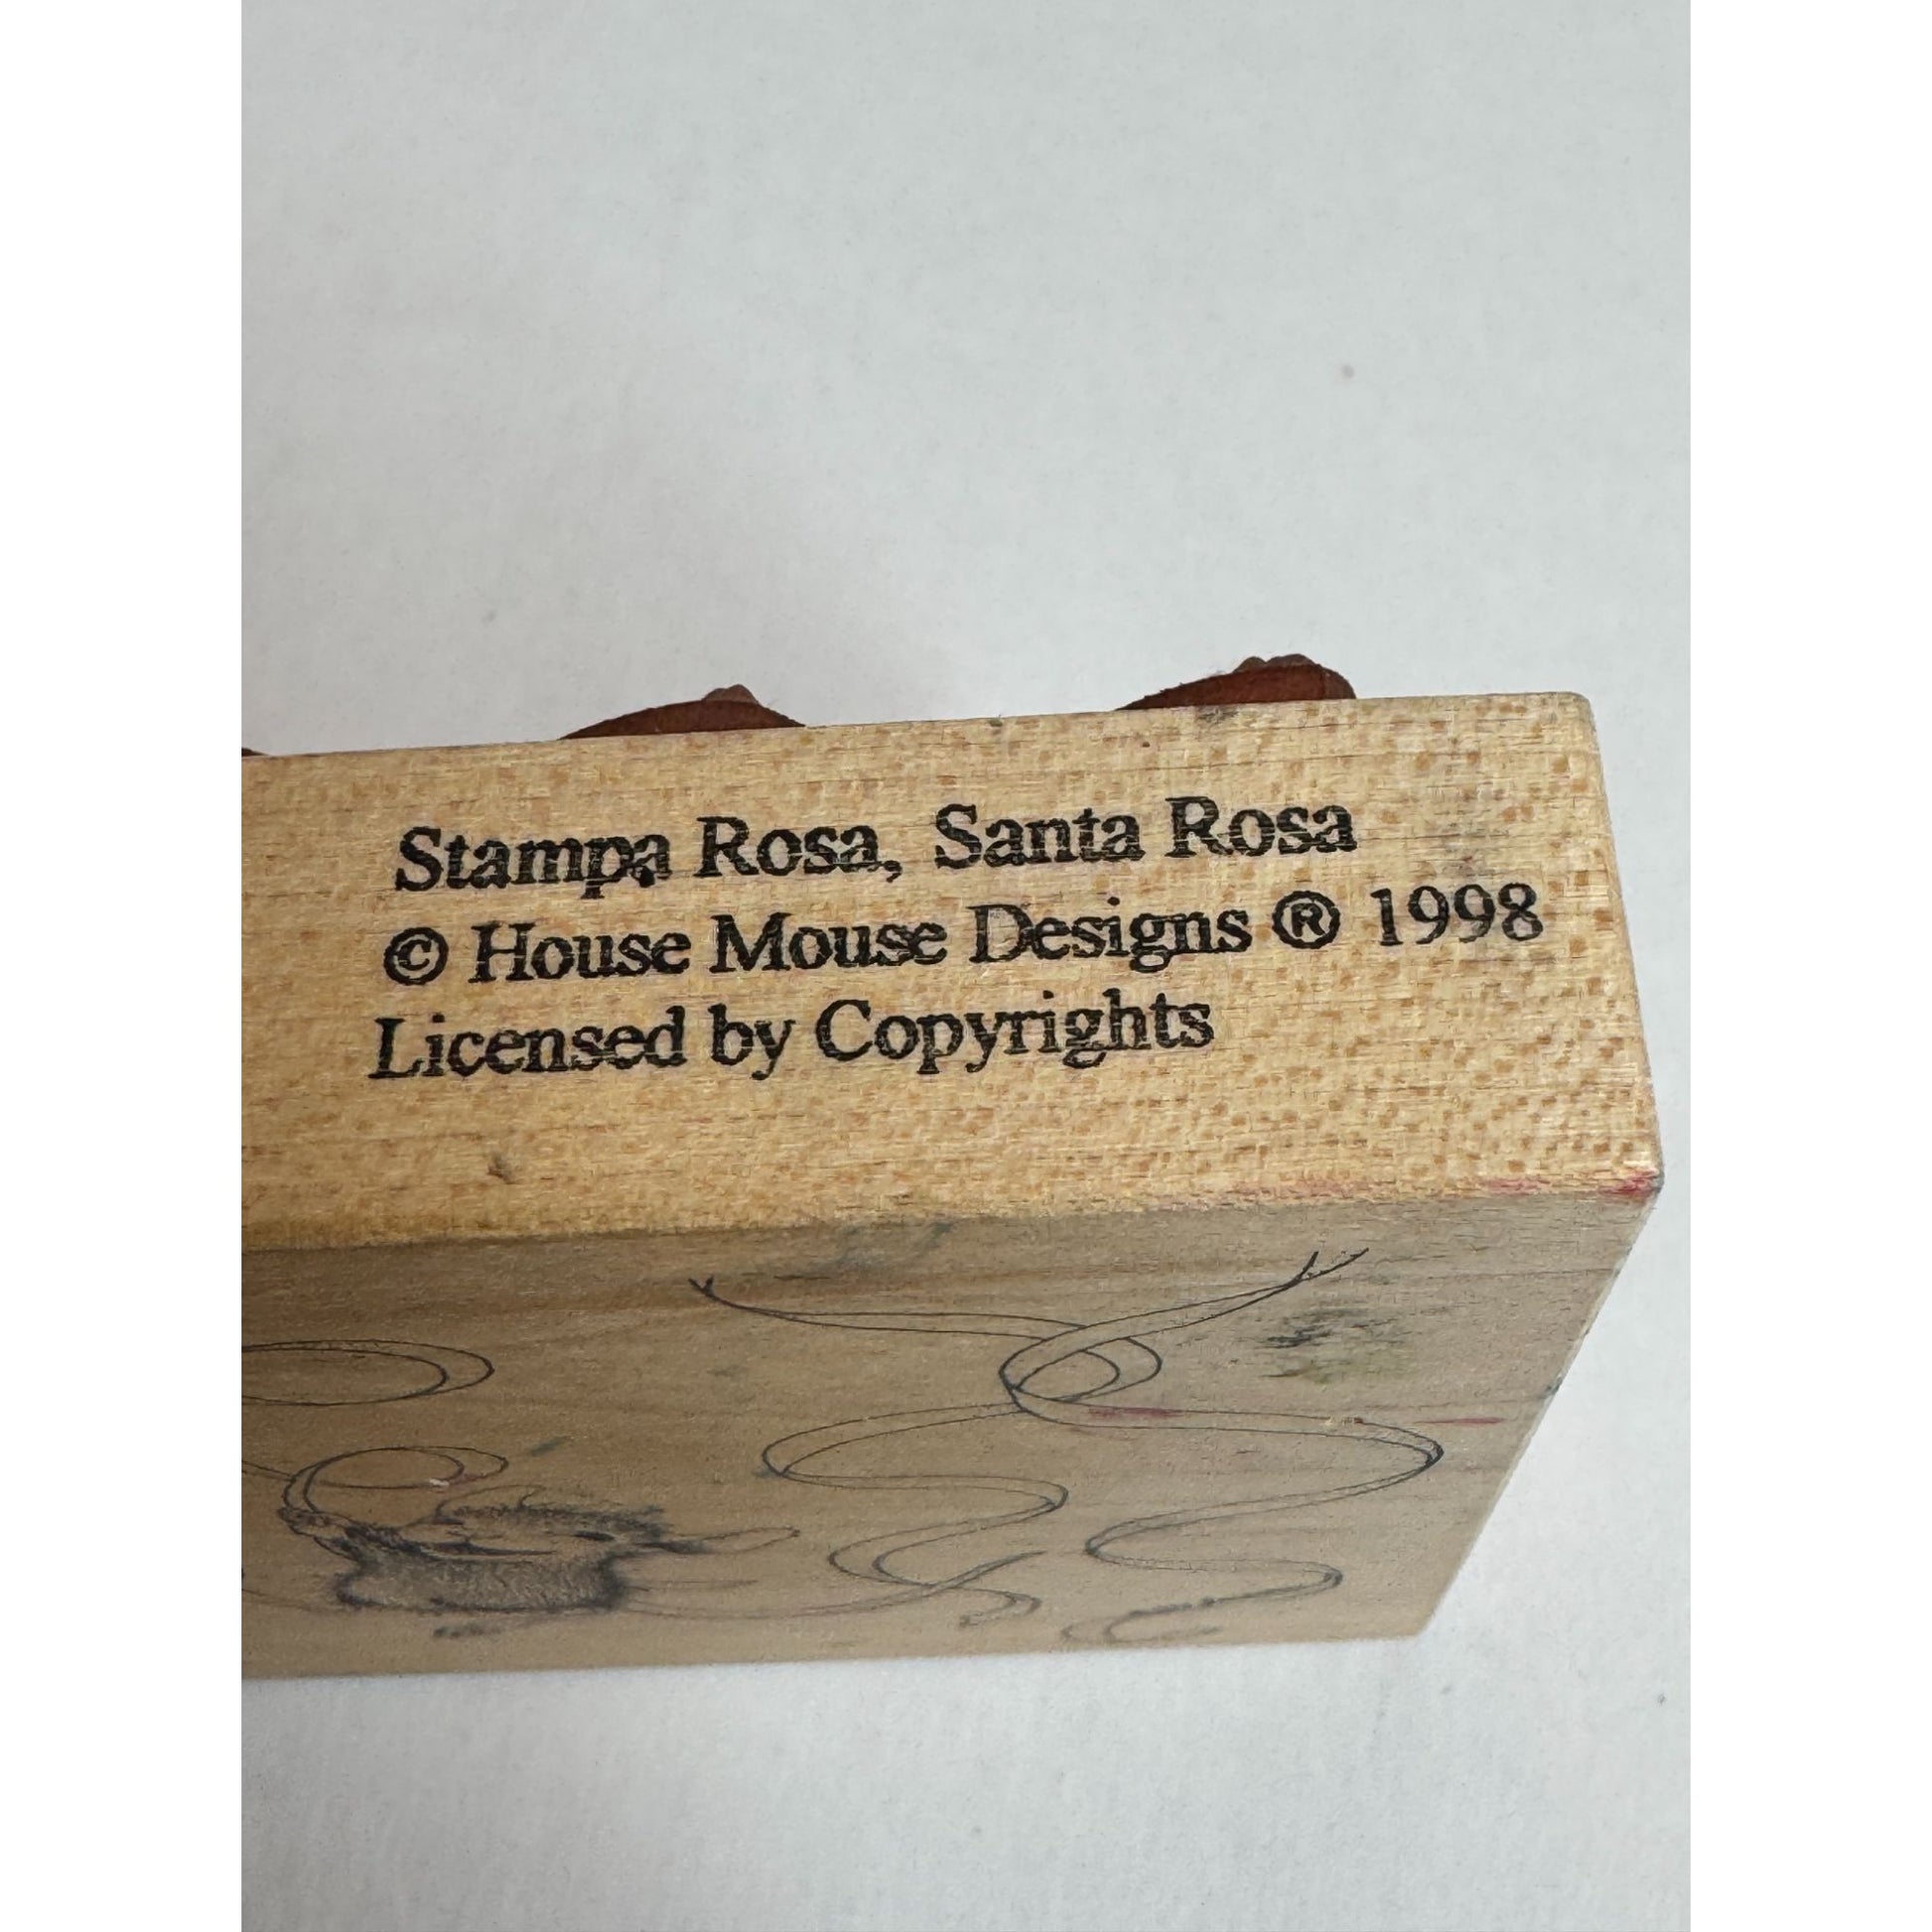 Stampa Rosa, Santa Rosa
© House Mouse Designs ® 1998
Licensed by Copyrights